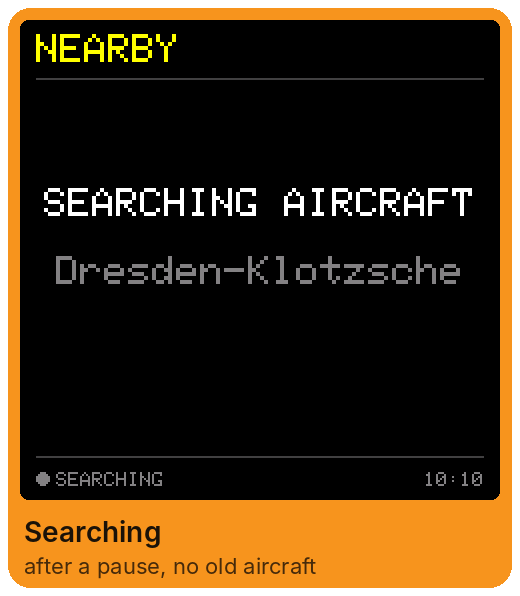 NEARBY
SEARCHING AIRCRAFT
Dresden-Klotzsche
SEARCHING 10:10
Searching
after a pause, no old aircraft